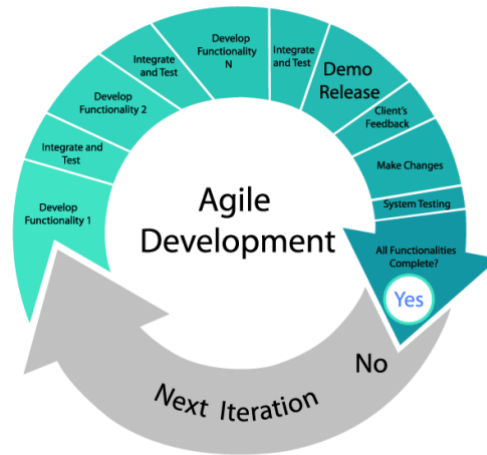 Develop
Functionality 1
Integrate and
Test
Develop
Functionality 2
Integrate
and Test
Develop
Functionality
N
Integrate
and Test
Demo
Release
Client's
Feedback
Make Changes
System Testing
All Functionalities
Complete?
Yes
No
Next Iteration
Agile
Development